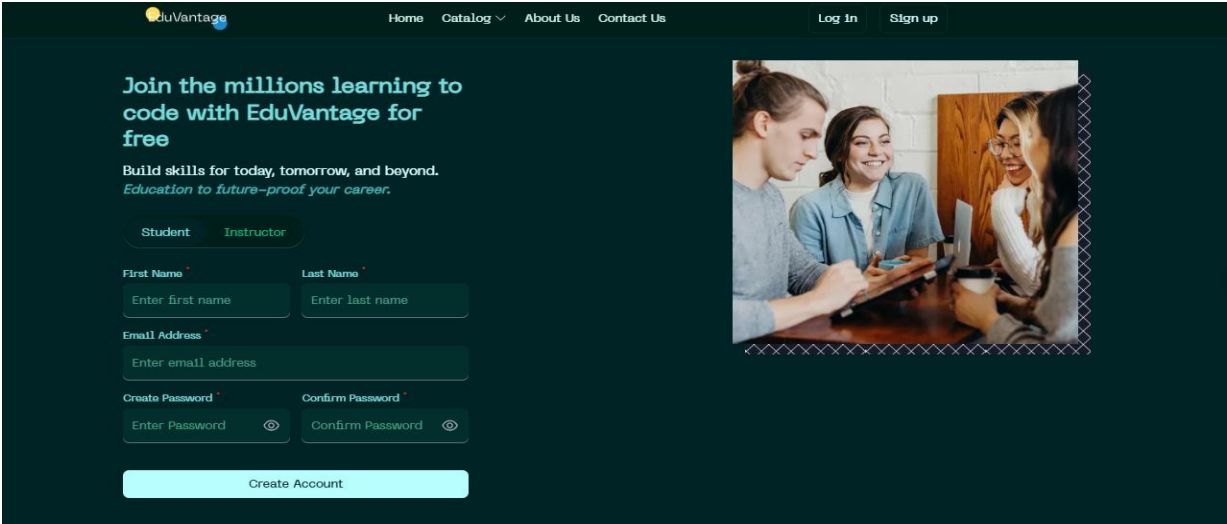 EduVantage
Home Catalog About Us Contact Us
Log in Sign up
Join the millions learning to
code with EduVantage for
free
Build skills for today, tomorrow, and beyond.
Education to future-proof your career.
Student Instructor
First Name *
Last Name *
Enter first name
Enter last name
Email Address *
Enter email address
Create Password *
Confirm Password *
Enter Password
Confirm Password
Create Account